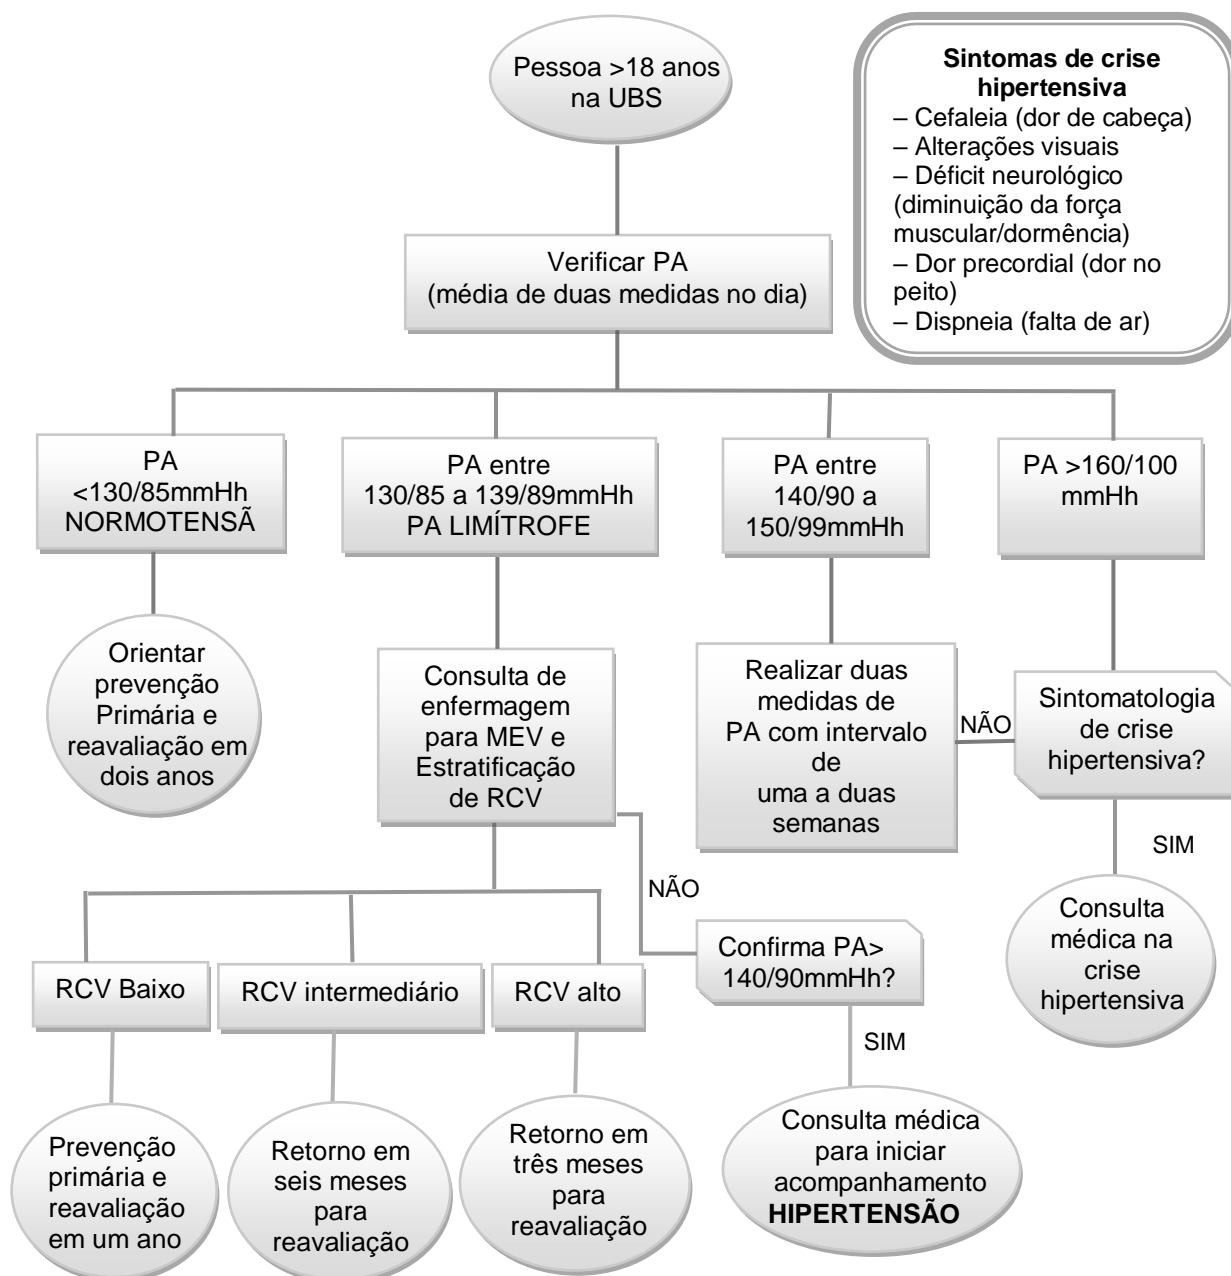 Pessoa >18 anos
na UBS
Sintomas de crise
hipertensiva
– Cefaleia (dor de cabeça)
– Alterações visuais
– Déficit neurológico
(diminuição da força
muscular/dormência)
– Dor precordial (dor no
peito)
– Dispneia (falta de ar)
Verificar PA
(média de duas medidas no dia)
PA
<130/85mmHh
NORMOTENSÃ
PA entre
130/85 a 139/89mmHh
PA LIMÍTROFE
PA entre
140/90 a
150/99mmHh
PA >160/100
mmHh
Orientar
prevenção
Primária e
reavaliação em
dois anos
Consulta de
enfermagem
para MEV e
Estratificação
de RCV
Realizar duas
medidas de
PA com intervalo
de
uma a duas
semanas
NÃO
Sintomatologia
de crise
hipertensiva?
SIM
Consulta
médica na
crise
hipertensiva
NÃO
Confirma PA>
140/90mmHh?
SIM
Consulta médica
para iniciar
acompanhamento
HIPERTENSÃO
RCV Baixo
RCV intermediário
RCV alto
Prevenção
primária e
reavaliação
em um ano
Retorno em
seis meses
para
reavaliação
Retorno em
três meses
para
reavaliação